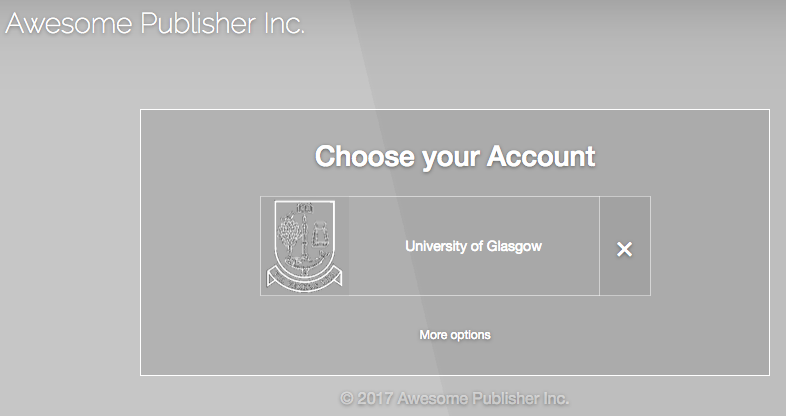 Awesome Publisher Inc.
Choose your Account
University of Glasgow
×
More options
© 2017 Awesome Publisher Inc.